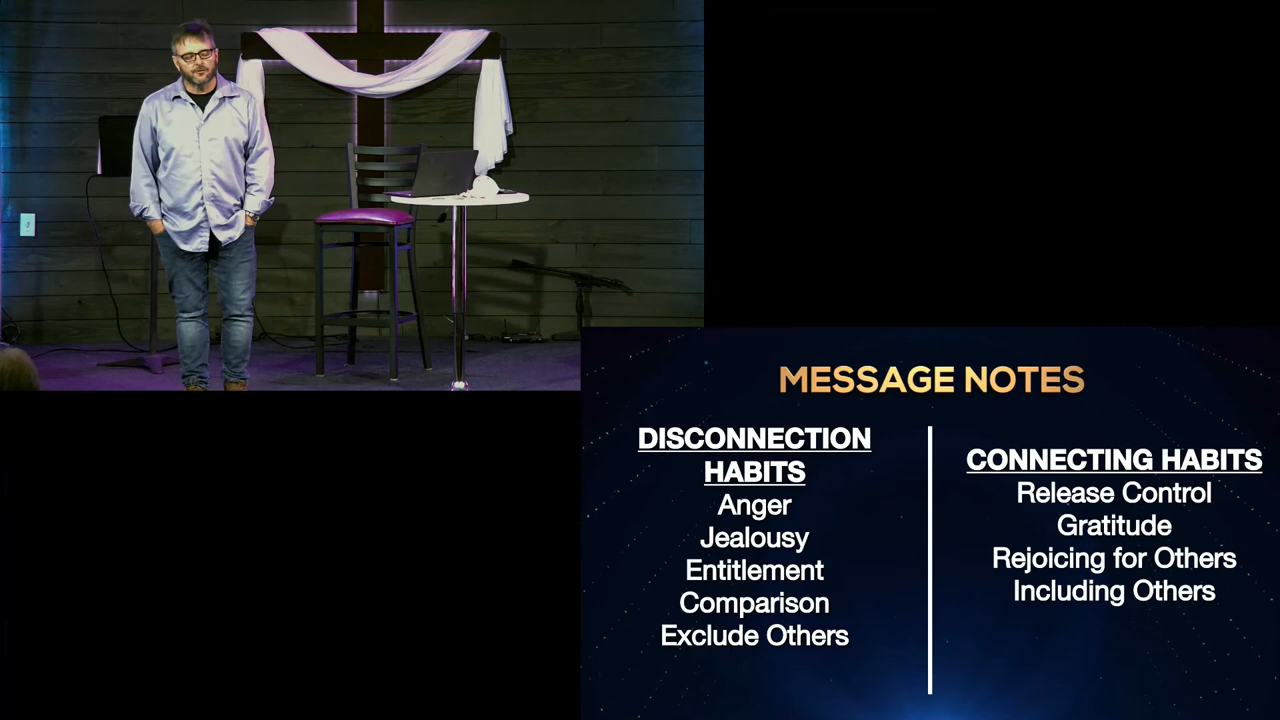 MESSAGE NOTES
DISCONNECTION
HABITS
Anger
Jealousy
Entitlement
Comparison
Exclude Others
CONNECTING HABITS
Release Control
Gratitude
Rejoicing for Others
Including Others